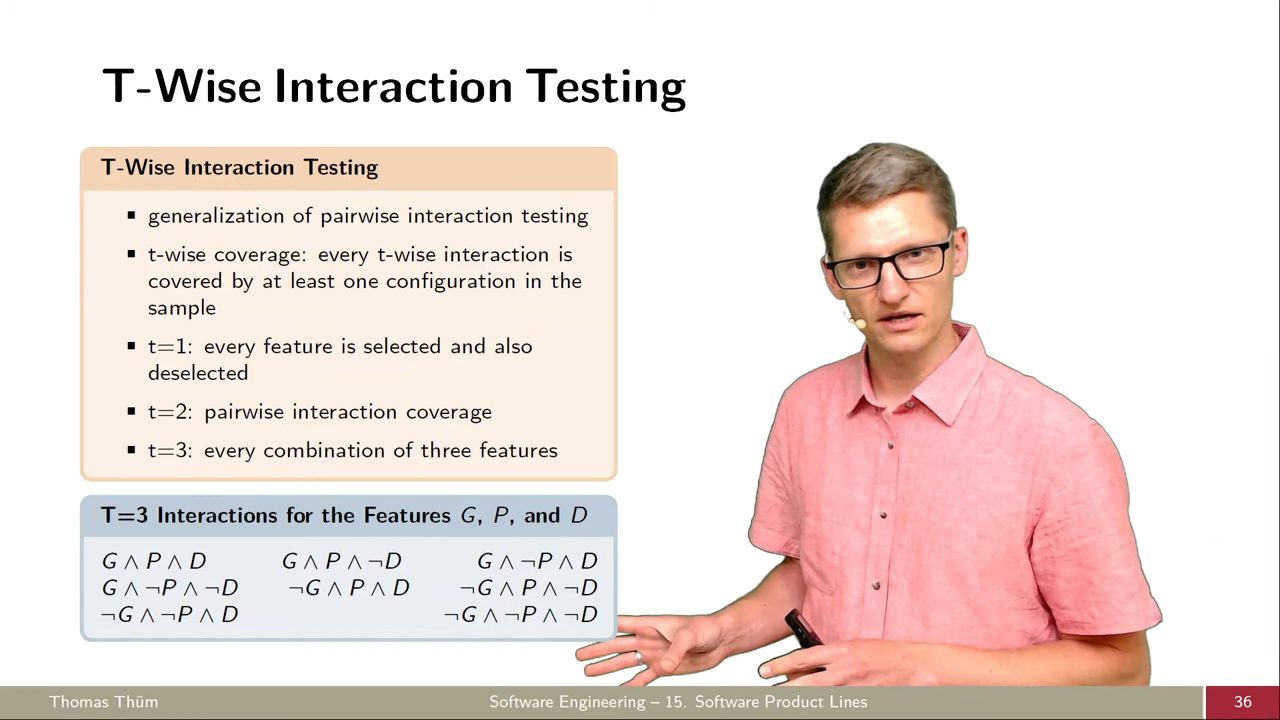 T-Wise Interaction Testing
T-Wise Interaction Testing
▪ generalization of pairwise interaction testing
▪ t-wise coverage: every t-wise interaction is
covered by at least one configuration in the
sample
▪ t=1: every feature is selected and also
deselected
▪ t=2: pairwise interaction coverage
▪ t=3: every combination of three features
T=3 Interactions for the Features G, P, and D
G ∧ P ∧ D G ∧ P ∧ ¬D G ∧ ¬P ∧ D
G ∧ ¬P ∧ ¬D ¬G ∧ P ∧ D ¬G ∧ P ∧ ¬D
¬G ∧ ¬P ∧ D ¬G ∧ ¬P ∧ ¬D
Thomas Thüm Software Engineering – 15. Software Product Lines 36